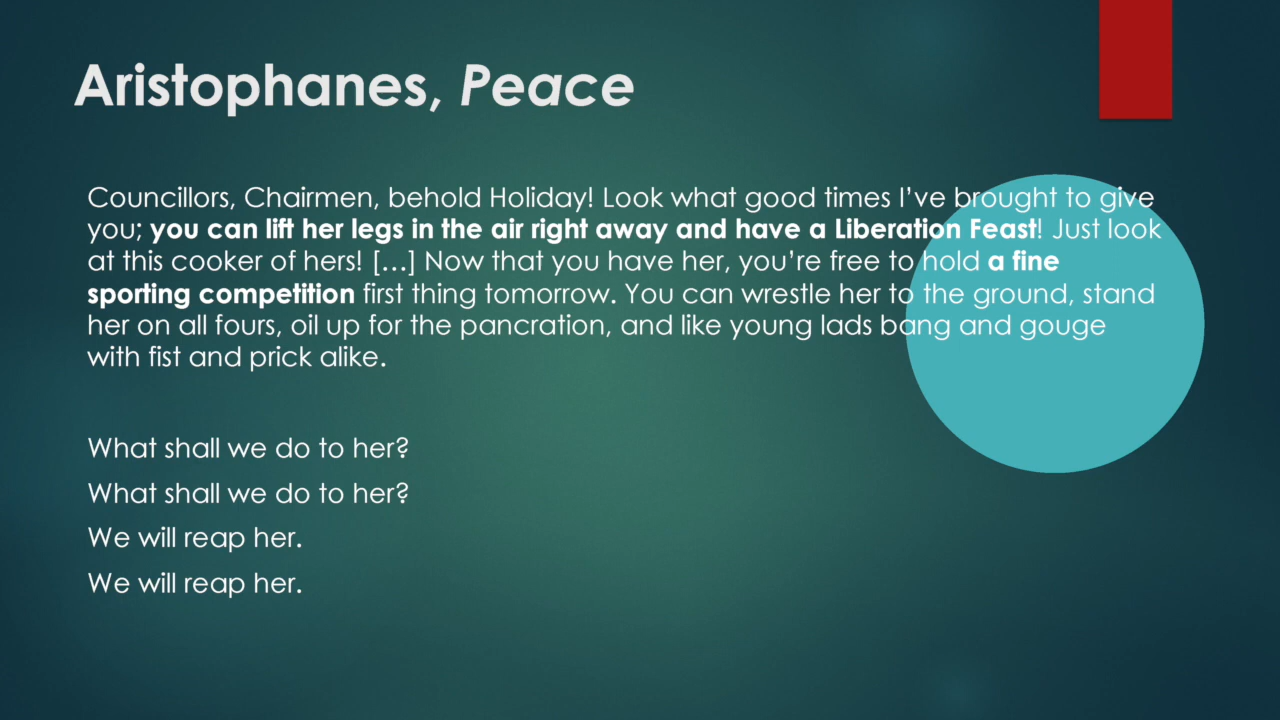 Aristophanes, Peace
Councillors, Chairmen, behold Holiday! Look what good times I’ve brought to give
you; you can lift her legs in the air right away and have a Liberation Feast! Just look
at this cooker of hers! […] Now that you have her, you’re free to hold a fine
sporting competition first thing tomorrow. You can wrestle her to the ground, stand
her on all fours, oil up for the pancration, and like young lads bang and gouge
with fist and prick alike.
What shall we do to her?
What shall we do to her?
We will reap her.
We will reap her.